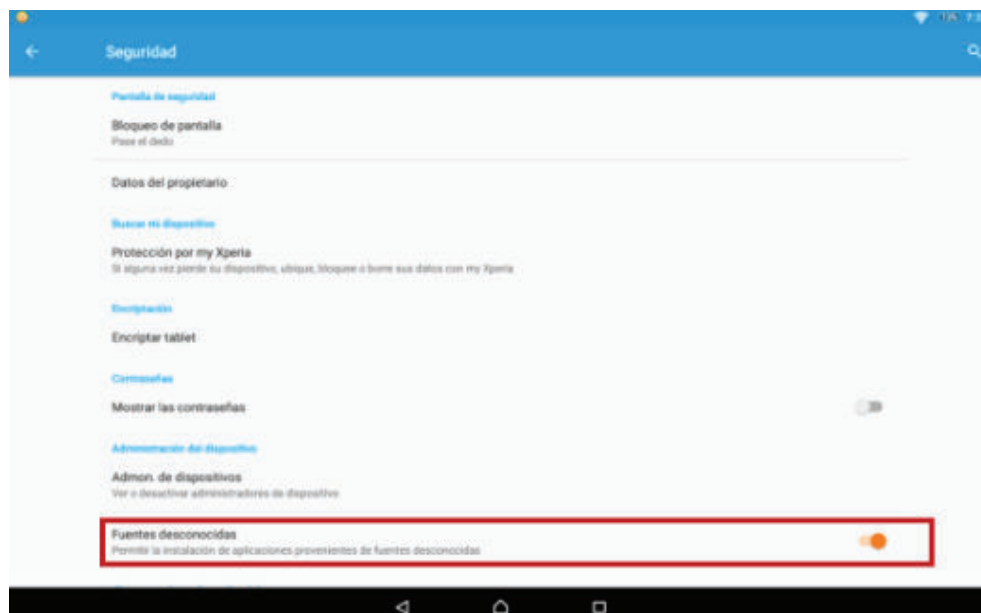 Seguridad
Pantalla de seguridad
Bloqueo de pantalla
Pase el dedo
Datos del propietario
Buscar mi dispositivo
Protección por my Xperia
Si alguna vez pierde su dispositivo, ubique, bloquee o borre sus datos con my Xperia
Encriptación
Encriptar tablet
Contraseñas
Mostrar las contraseñas
Administración del dispositivo
Admon. de dispositivos
Ver o desactivar administradores de dispositivo
Fuentes desconocidas
Permitir la instalación de aplicaciones provenientes de fuentes desconocidas